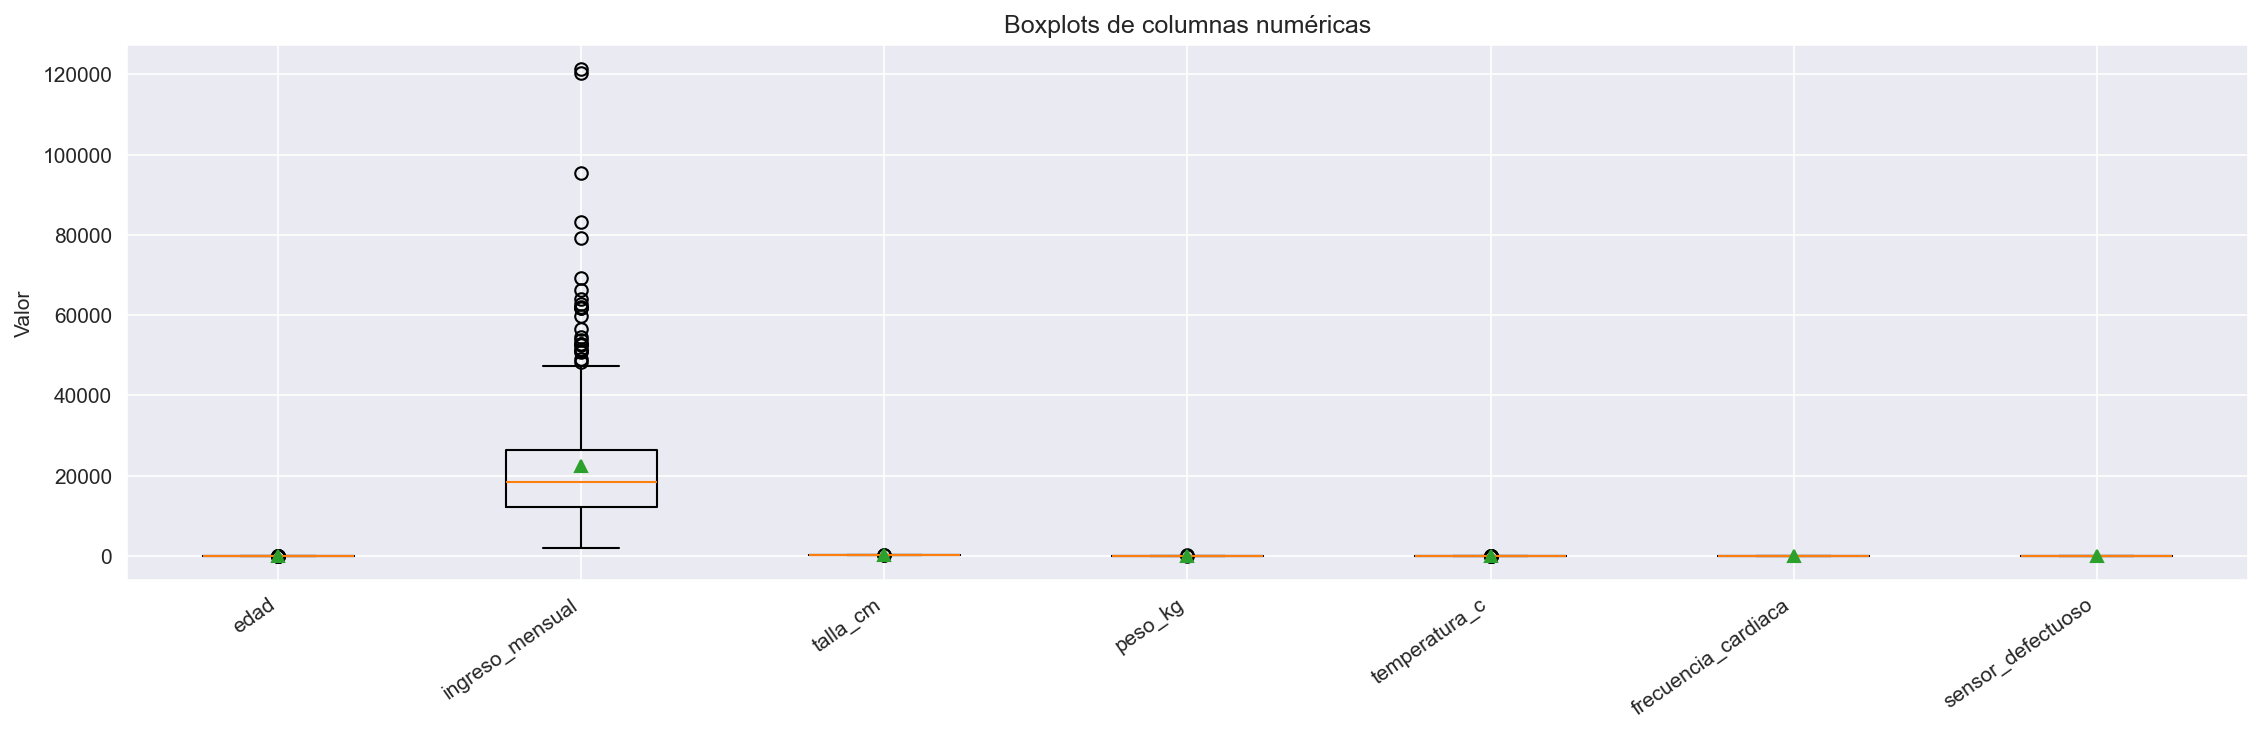 Boxplots de columnas numéricas
Valor
120000
100000
80000
60000
40000
20000
0
edad
ingreso_mensual
talla_cm
peso_kg
temperatura_c
frecuencia_cardiaca
sensor_defectuoso